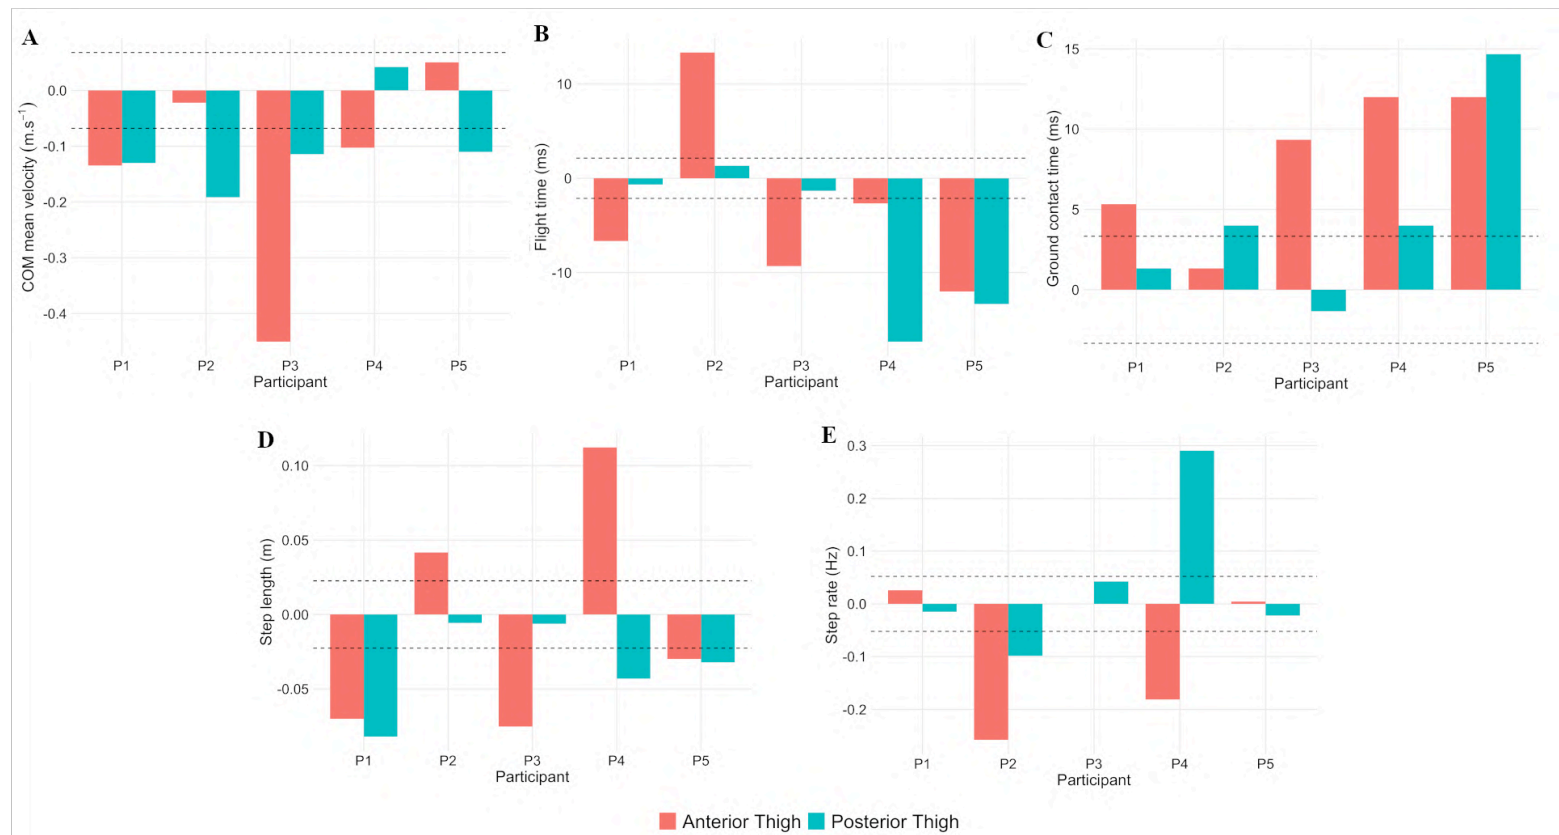 A
COM mean velocity (m.s⁻¹)
0.0
-0.1
-0.2
-0.3
-0.4
P1 P2 P3 P4 P5
Participant
B
Flight time (ms)
10
0
-10
P1 P2 P3 P4 P5
Participant
C
Ground contact time (ms)
15
10
5
0
P1 P2 P3 P4 P5
Participant
D
Step length (m)
0.10
0.05
0.00
-0.05
P1 P2 P3 P4 P5
Participant
E
Step rate (Hz)
0.3
0.2
0.1
0.0
-0.1
-0.2
P1 P2 P3 P4 P5
Participant
Anterior Thigh Posterior Thigh